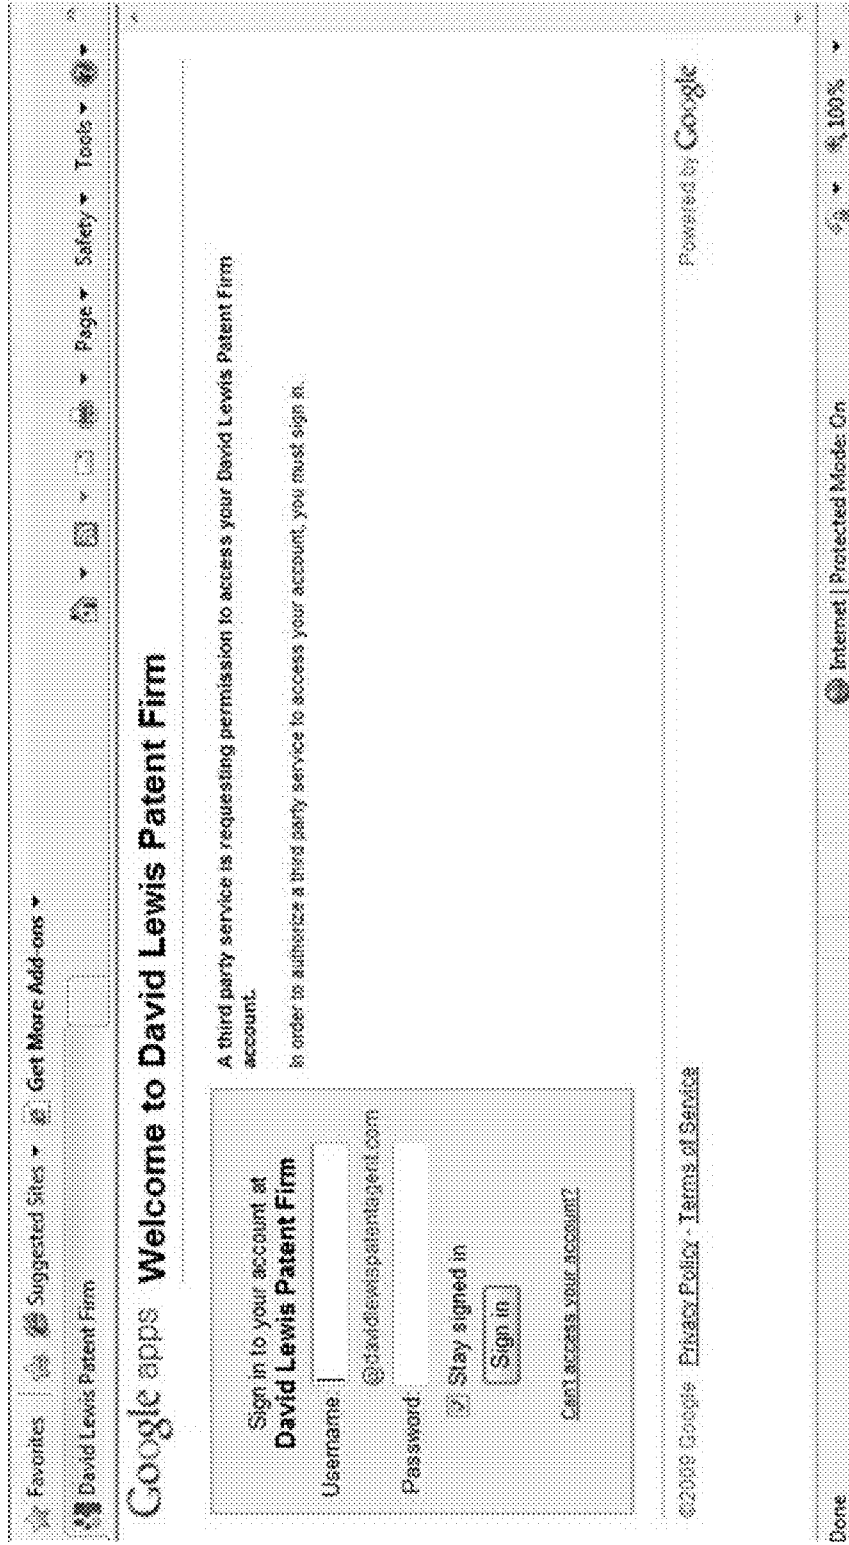 Favorites Suggested Sites Get More Add-ons
David Lewis Patent Firm Page Safety Tools
Google apps Welcome to David Lewis Patent Firm
Sign in to your account at
David Lewis Patent Firm
Username:
@davidlewispatentagent.com
Password:
Stay signed in
Sign in
Can't access your account?
A third party service is requesting permission to access your David Lewis Patent Firm
account.
In order to authorize a third party service to access your account, you must sign in.
©2009 Google Privacy Policy - Terms of Service Powered by Google
Done Internet | Protected Mode: On 100%